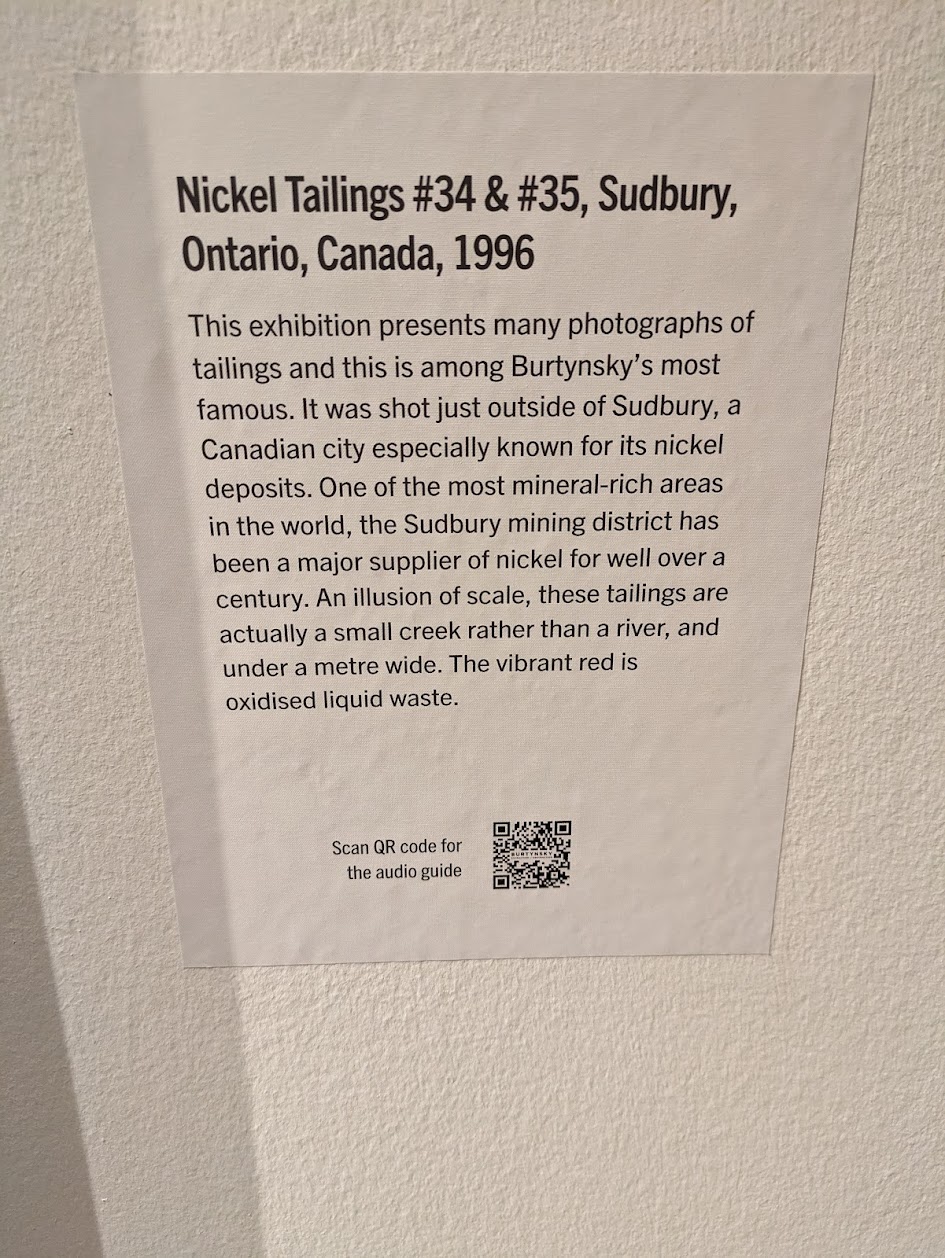 Nickel Tailings #34 & #35, Sudbury,
Ontario, Canada, 1996
This exhibition presents many photographs of
tailings and this is among Burtynsky’s most
famous. It was shot just outside of Sudbury, a
Canadian city especially known for its nickel
deposits. One of the most mineral-rich areas
in the world, the Sudbury mining district has
been a major supplier of nickel for well over a
century. An illusion of scale, these tailings are
actually a small creek rather than a river, and
under a metre wide. The vibrant red is
oxidised liquid waste.
Scan QR code for
the audio guide
BURTYNSKY